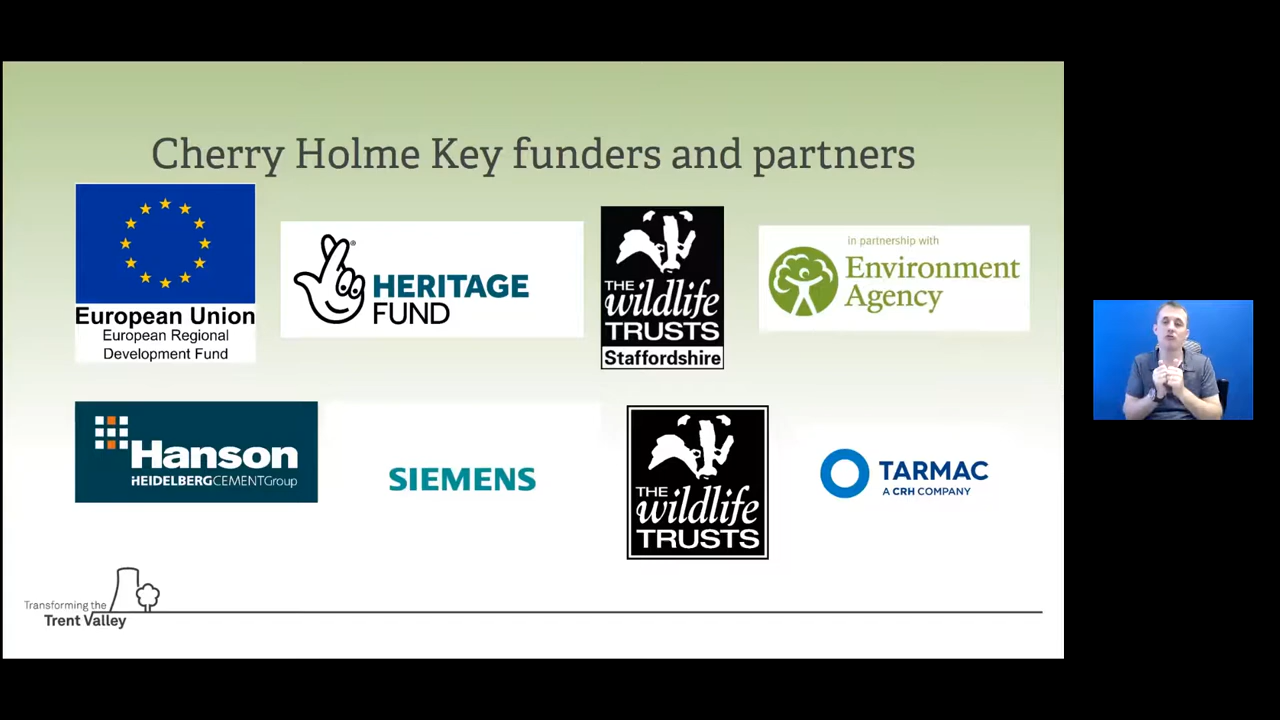 Cherry Holme Key funders and partners
European Union
European Regional
Development Fund
HERITAGE
FUND
THE
wildlife
TRUSTS
Staffordshire
in partnership with
Environment
Agency
Hanson
HEIDELBERGCEMENTGroup
SIEMENS
THE
wildlife
TRUSTS
TARMAC
A CRH COMPANY
Transforming the
Trent Valley